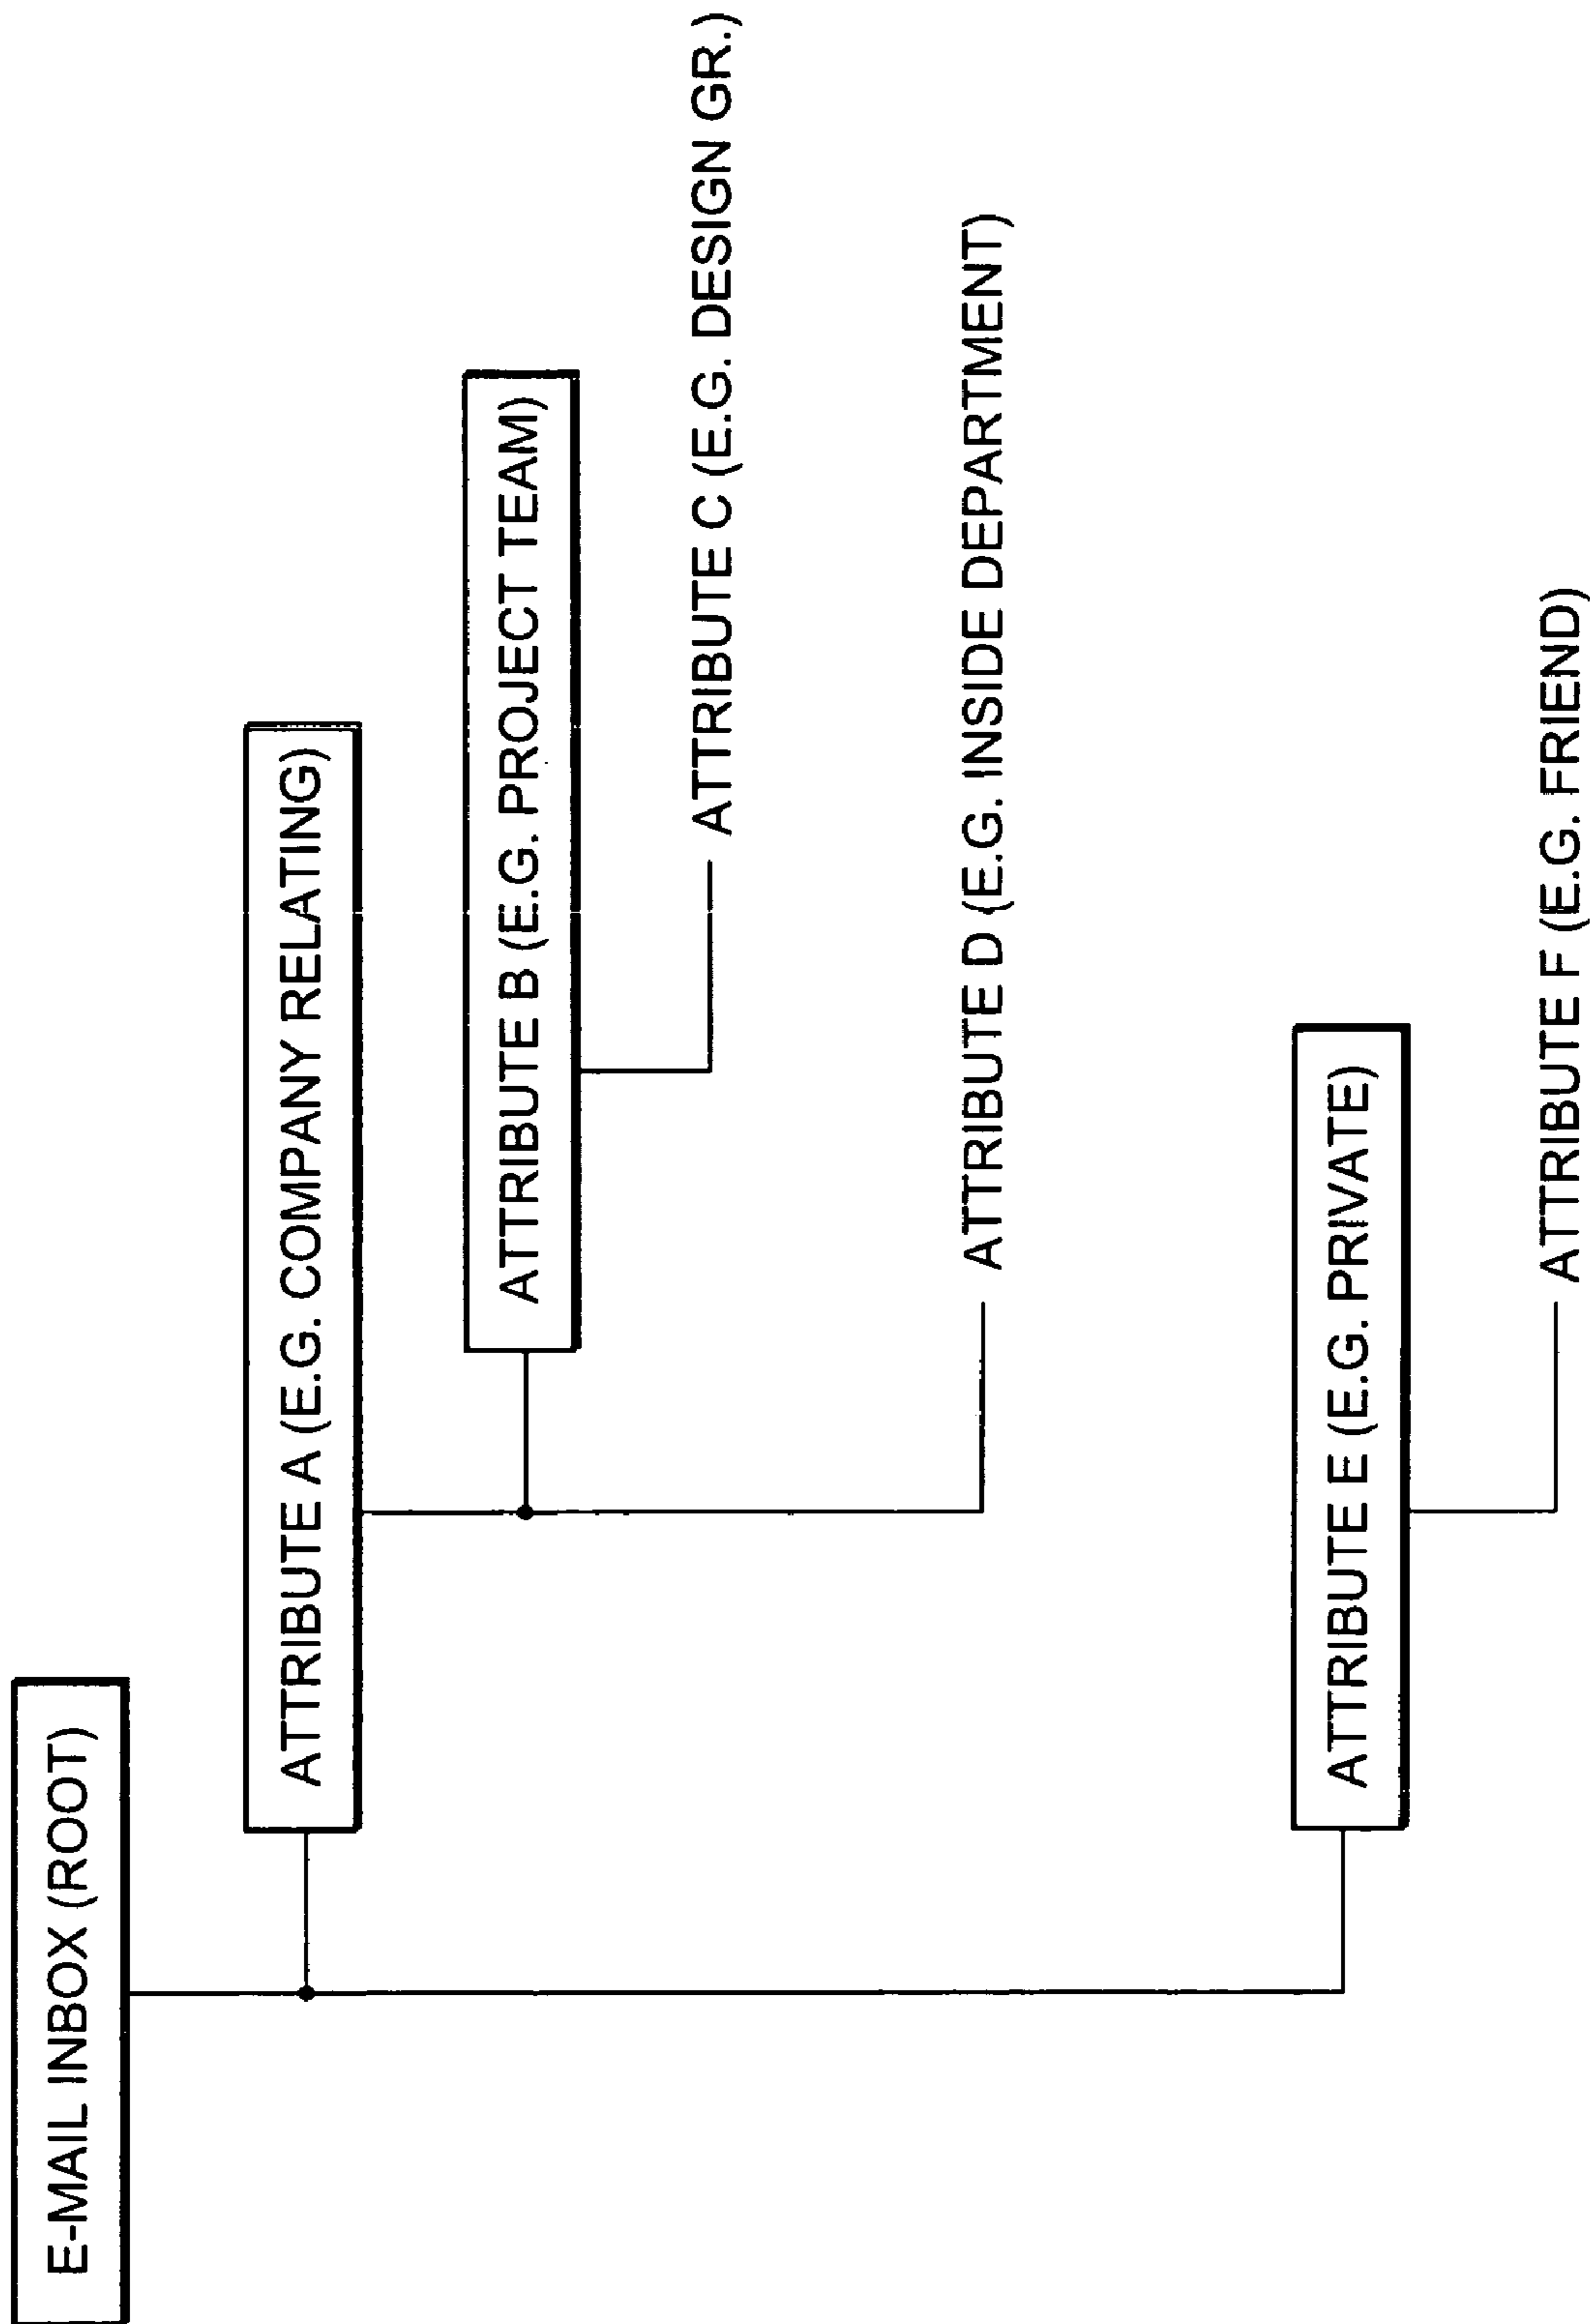 E-MAIL INBOX (ROOT)
ATTRIBUTE A (E.G. COMPANY RELATING)
ATTRIBUTE B (E.G. PROJECT TEAM)
ATTRIBUTE C (E.G. DESIGN GR.)
ATTRIBUTE D (E.G. INSIDE DEPARTMENT)
ATTRIBUTE E (E.G. PRIVATE)
ATTRIBUTE F (E.G. FRIEND)